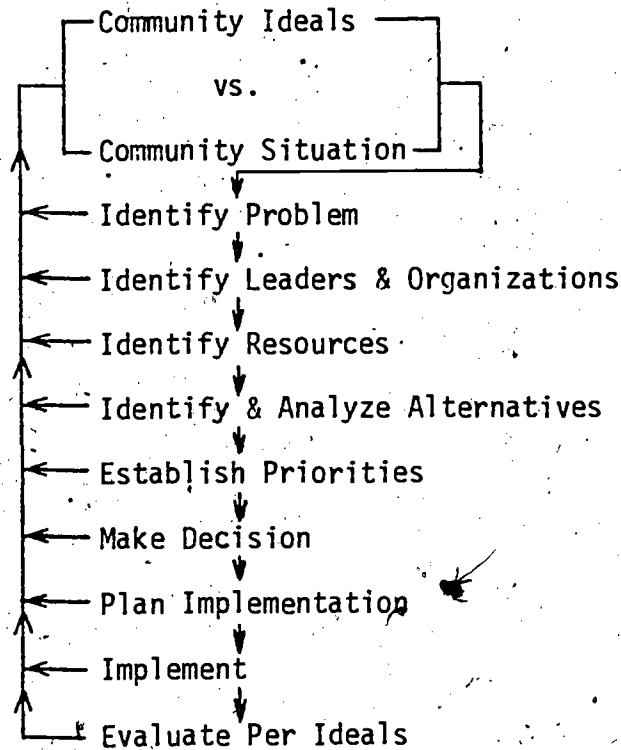 Community Ideals
vs.
Community Situation
Identify Problem
Identify Leaders & Organizations
Identify Resources
Identify & Analyze Alternatives
Establish Priorities
Make Decision
Plan Implementation
Implement
Evaluate Per Ideals